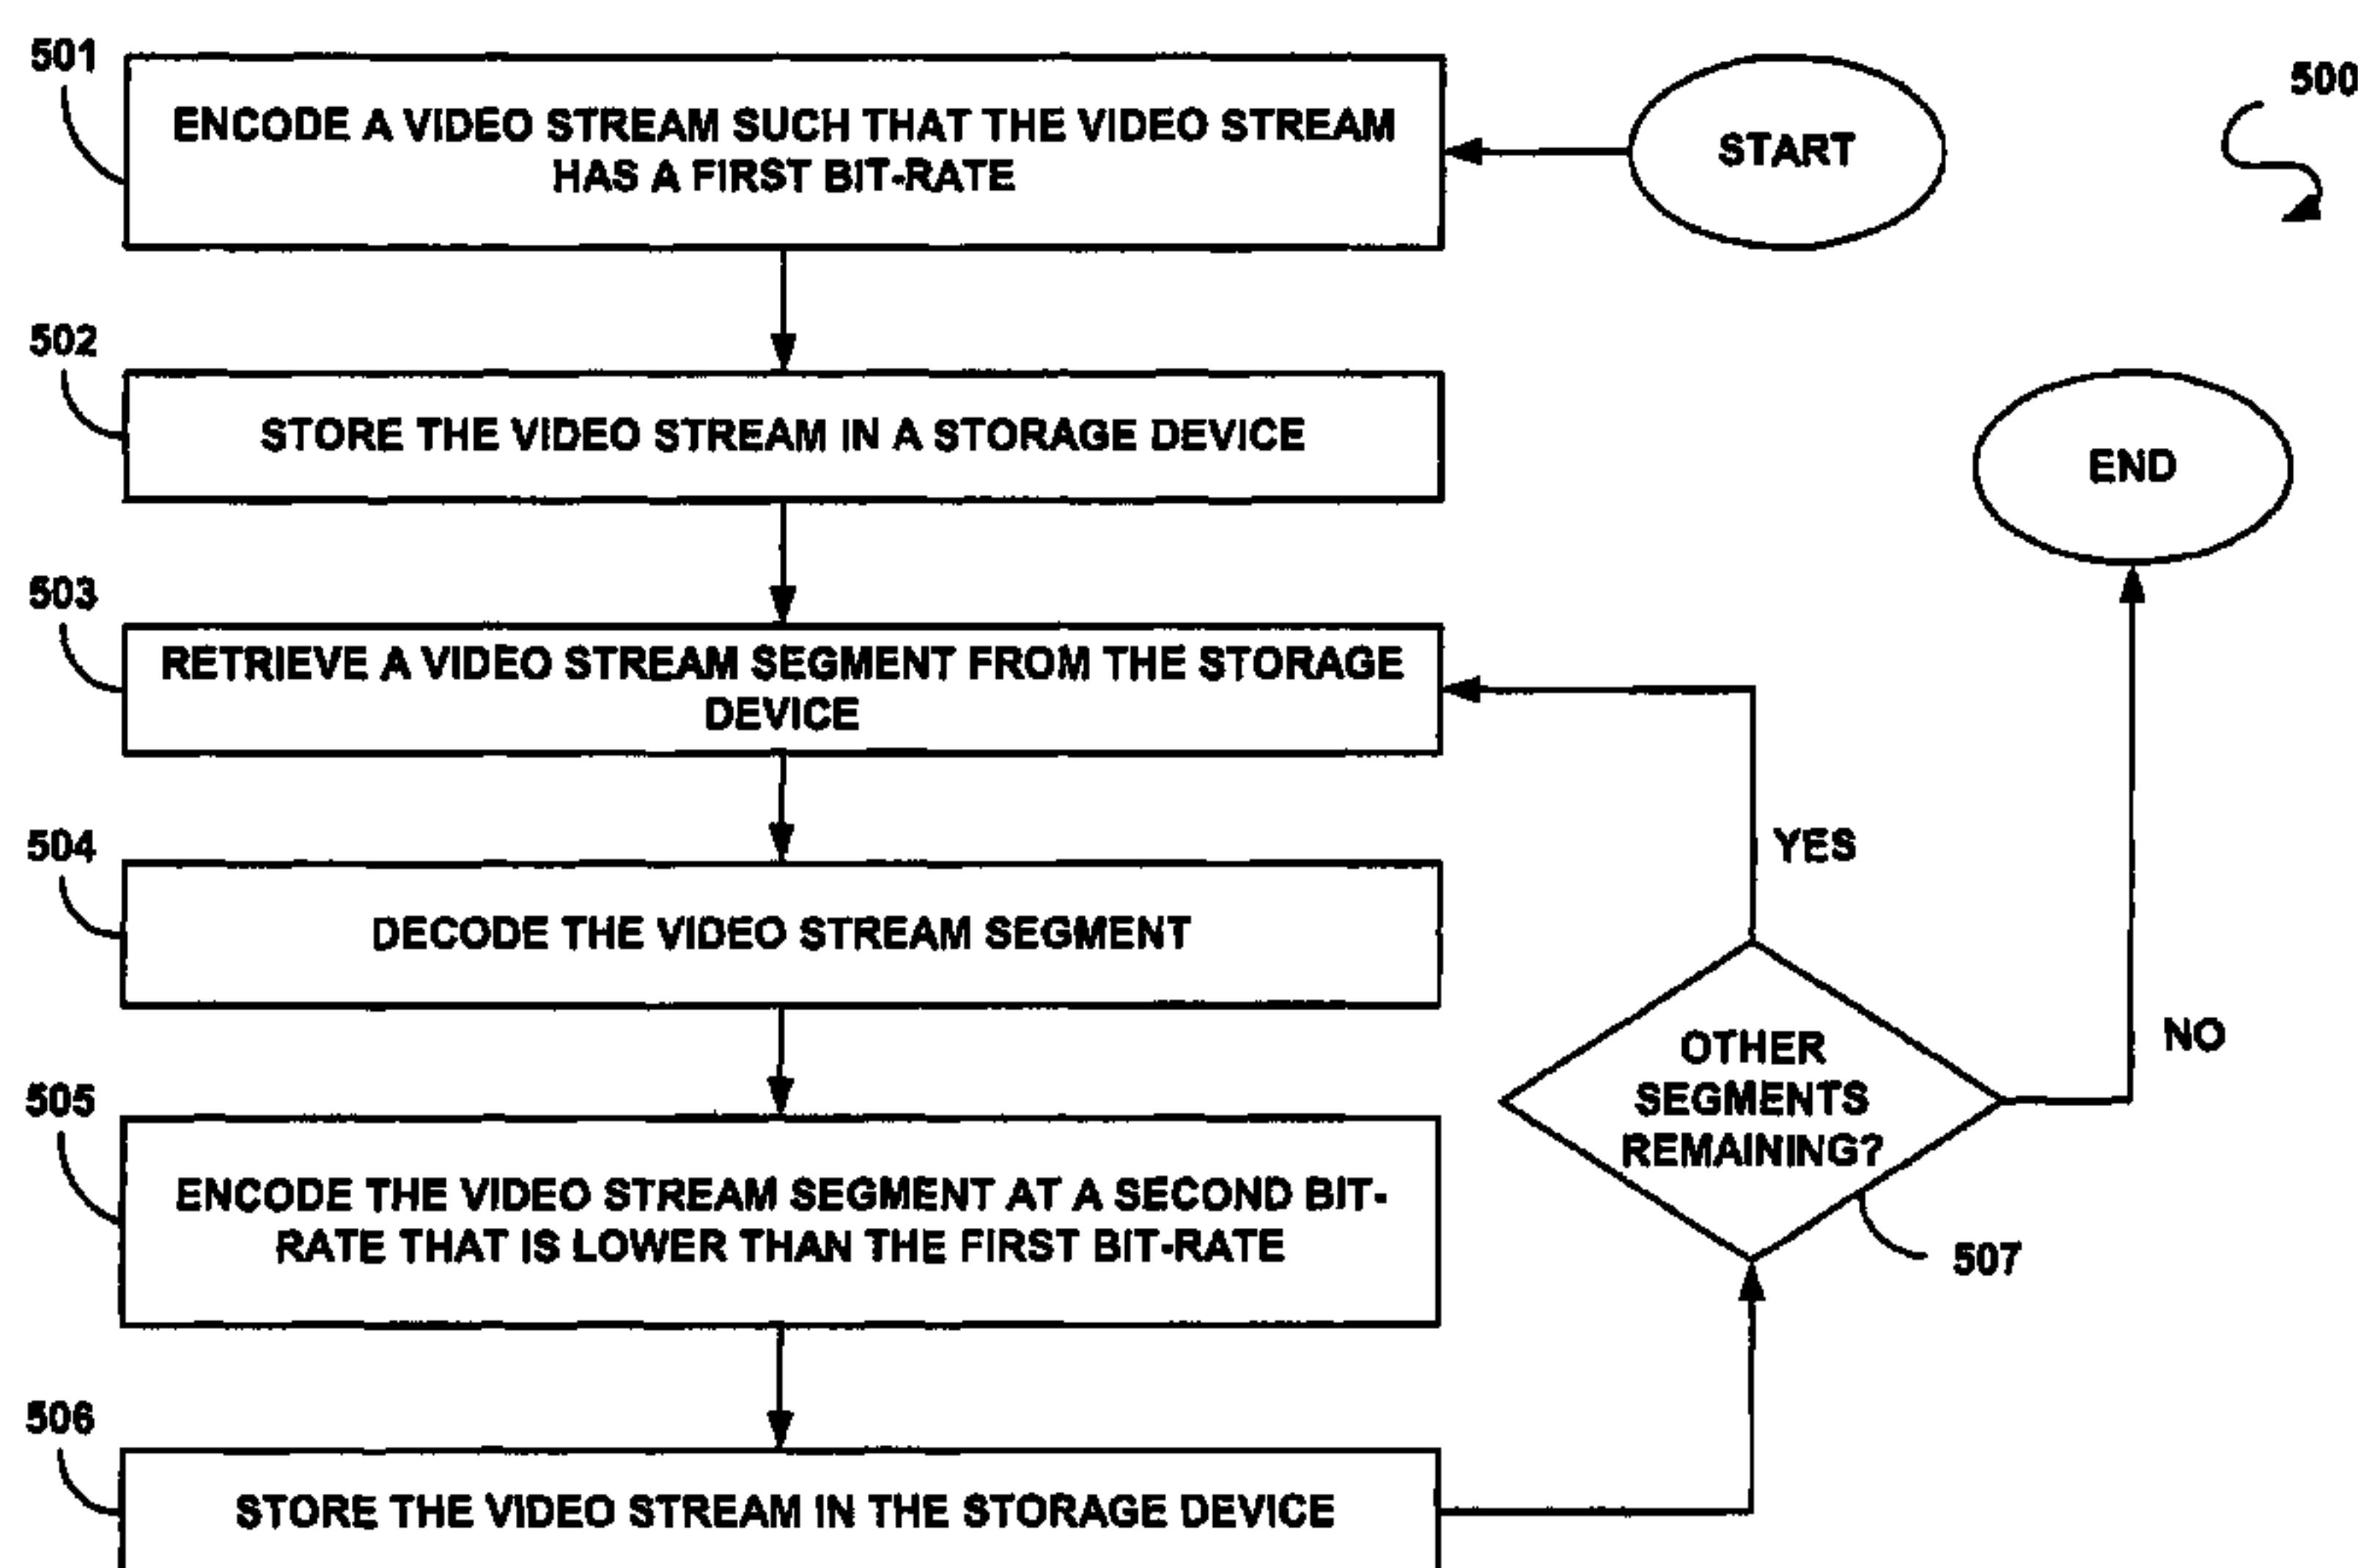 501
ENCODE A VIDEO STREAM SUCH THAT THE VIDEO STREAM
HAS A FIRST BIT-RATE
START
500
502
STORE THE VIDEO STREAM IN A STORAGE DEVICE
END
503
RETRIEVE A VIDEO STREAM SEGMENT FROM THE STORAGE
DEVICE
504
DECODE THE VIDEO STREAM SEGMENT
YES
NO
OTHER
SEGMENTS
REMAINING?
507
505
ENCODE THE VIDEO STREAM SEGMENT AT A SECOND BIT-
RATE THAT IS LOWER THAN THE FIRST BIT-RATE
506
STORE THE VIDEO STREAM IN THE STORAGE DEVICE